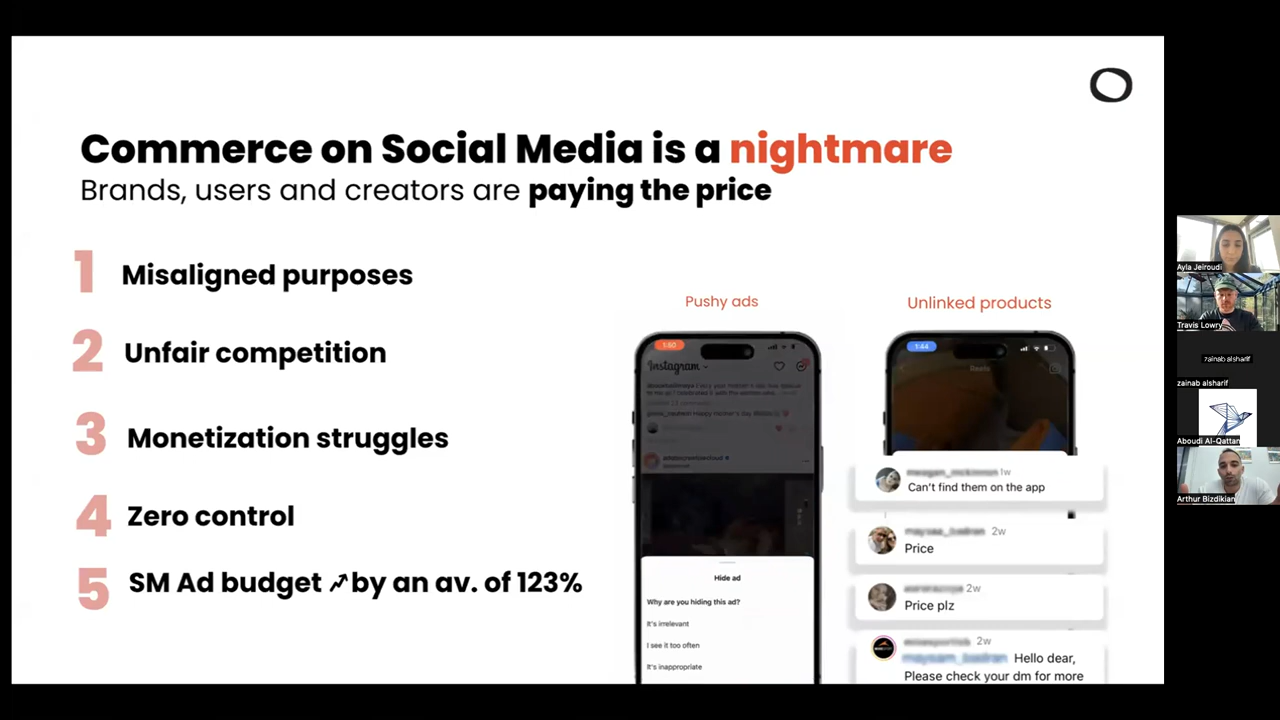 Commerce on Social Media is a nightmare
Brands, users and creators are paying the price
1 Misaligned purposes
2 Unfair competition
3 Monetization struggles
4 Zero control
5 SM Ad budget by an av. of 123%
Pushy ads
1:50
Instagram
Hide ad
Why are you hiding this ad?
It's irrelevant
I see it too often
It's inappropriate
Unlinked products
1:44
Reels
1w
Can't find them on the app
2w
Price
2w
Price plz
2w
Hello dear,
Please check your dm for more
Ayla Jeiroudi
Travis Lowry
zainab alsharif
zainab alsharif
Aboudi Al-Qattan
Arthur Bizdikian